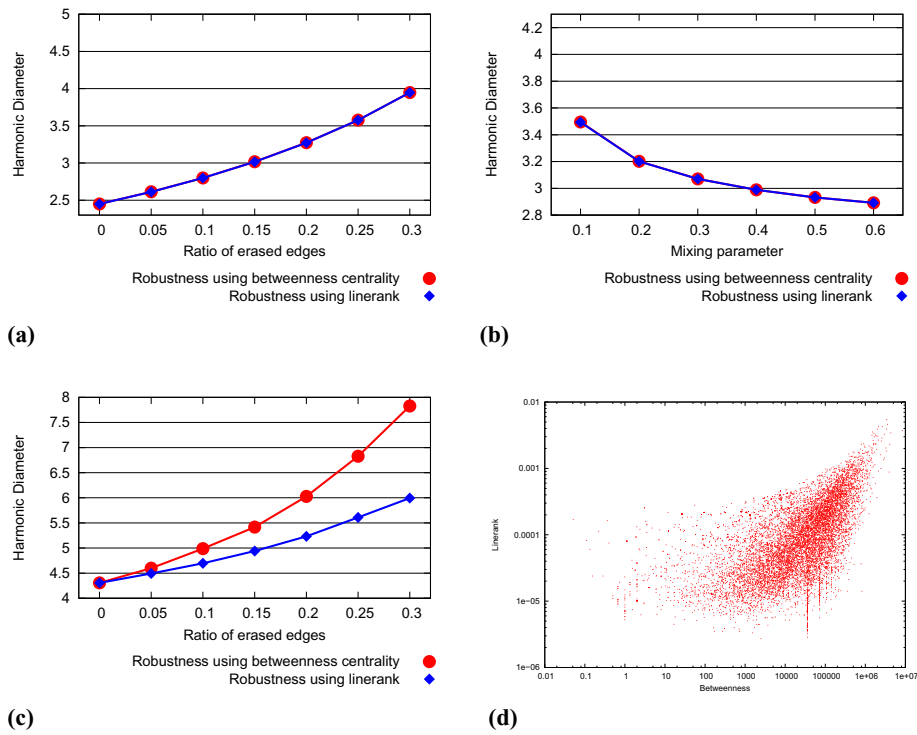 5
4.5
4
3.5
3
2.5
Harmonic Diameter
0 0.05 0.1 0.15 0.2 0.25 0.3
Ratio of erased edges
Robustness using betweenness centrality
Robustness using linerank
(a)
4.2
4
3.8
3.6
3.4
3.2
3
2.8
Harmonic Diameter
0.1 0.2 0.3 0.4 0.5 0.6
Mixing parameter
Robustness using betweenness centrality
Robustness using linerank
(b)
8
7.5
7
6.5
6
5.5
5
4.5
4
Harmonic Diameter
0 0.05 0.1 0.15 0.2 0.25 0.3
Ratio of erased edges
Robustness using betweenness centrality
Robustness using linerank
(c)
0.01
0.001
0.0001
1e-05
1e-06
Linerank
0.01 0.1 1 10 100 1000 10000 100000 1e+06 1e+07
Betweenness
(d)